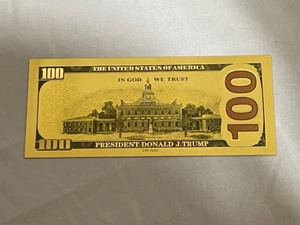 100
THE UNITED STATES OF AMERICA
IN GOD WE TRUST
100
100
PRESIDENT DONALD J. TRUMP